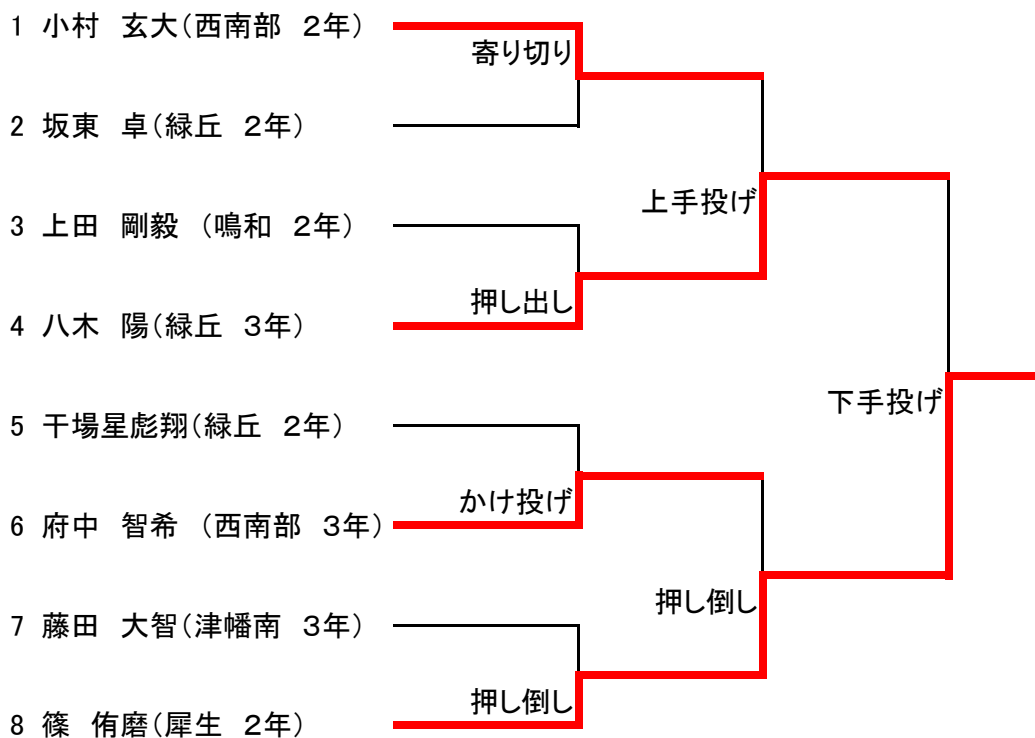 1 小村 玄大(西南部 2年)
寄り切り
2 坂東 卓(緑丘 2年)
上手投げ
3 上田 剛毅 (鳴和 2年)
押し出し
4 八木 陽(緑丘 3年)
下手投げ
5 干場星彪翔(緑丘 2年)
かけ投げ
6 府中 智希 (西南部 3年)
押し倒し
7 藤田 大智(津幡南 3年)
押し倒し
8 篠 侑磨(犀生 2年)